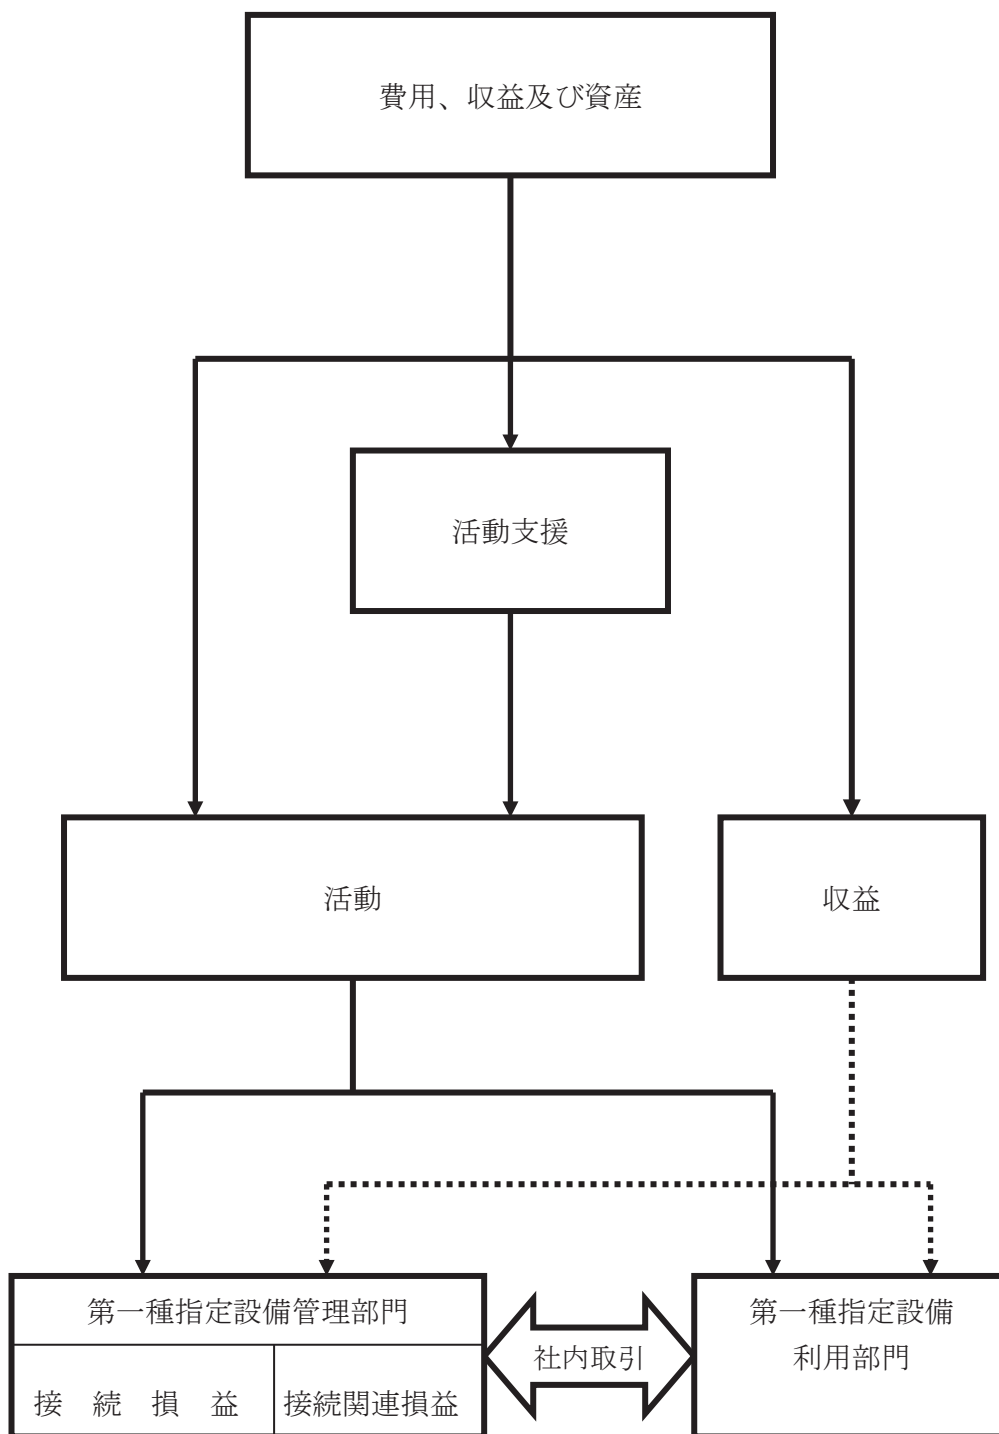 費用、収益及び資産
活動支援
活動
収益
第一種指定設備管理部門
接続損益
接続関連損益
社内取引
第一種指定設備
利用部門